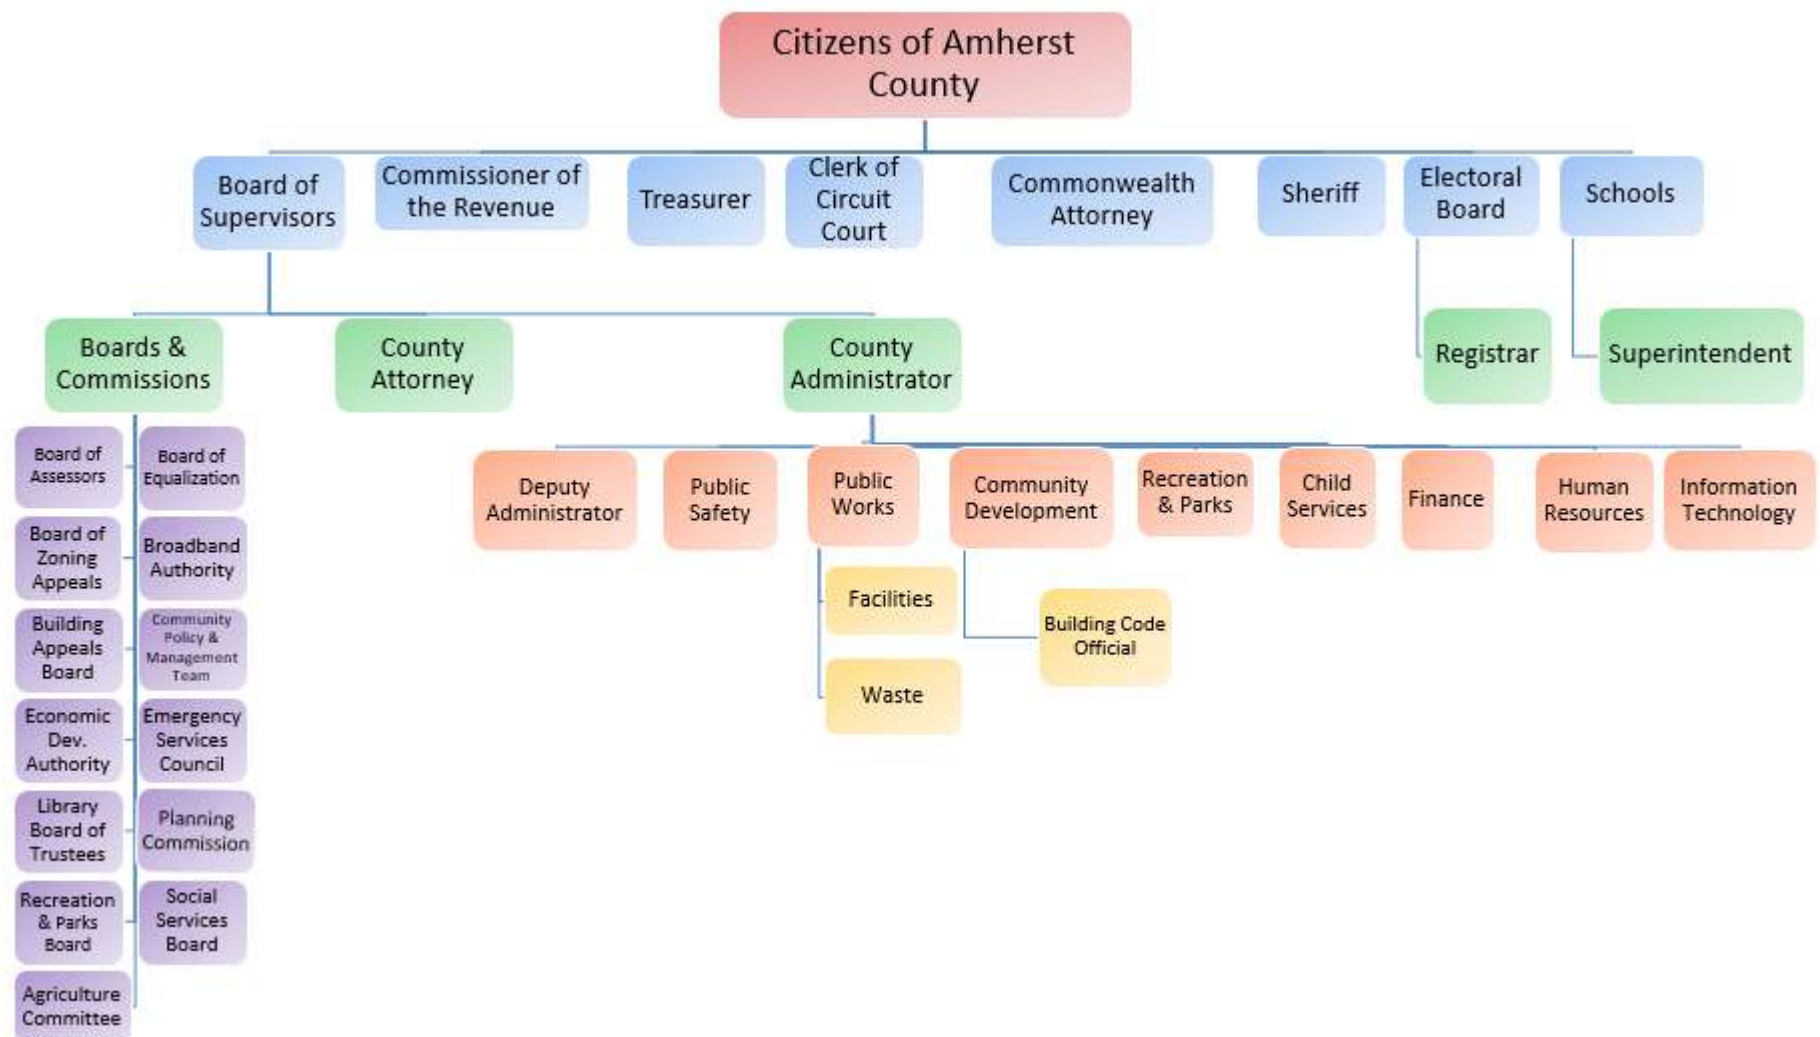 Citizens of Amherst
County
Board of
Supervisors
Commissioner of
the Revenue
Treasurer
Clerk of
Circuit
Court
Commonwealth
Attorney
Sheriff
Electoral
Board
Schools
Boards &
Commissions
County
Attorney
County
Administrator
Registrar
Superintendent
Board of
Assessors
Board of
Equalization
Board of
Zoning
Appeals
Broadband
Authority
Building
Appeals
Board
Community
Policy &
Management
Team
Economic
Dev.
Authority
Emergency
Services
Council
Library
Board of
Trustees
Planning
Commission
Recreation
& Parks
Board
Social
Services
Board
Agriculture
Committee
Deputy
Administrator
Public
Safety
Public
Works
Community
Development
Recreation
& Parks
Child
Services
Finance
Human
Resources
Information
Technology
Facilities
Waste
Building Code
Official